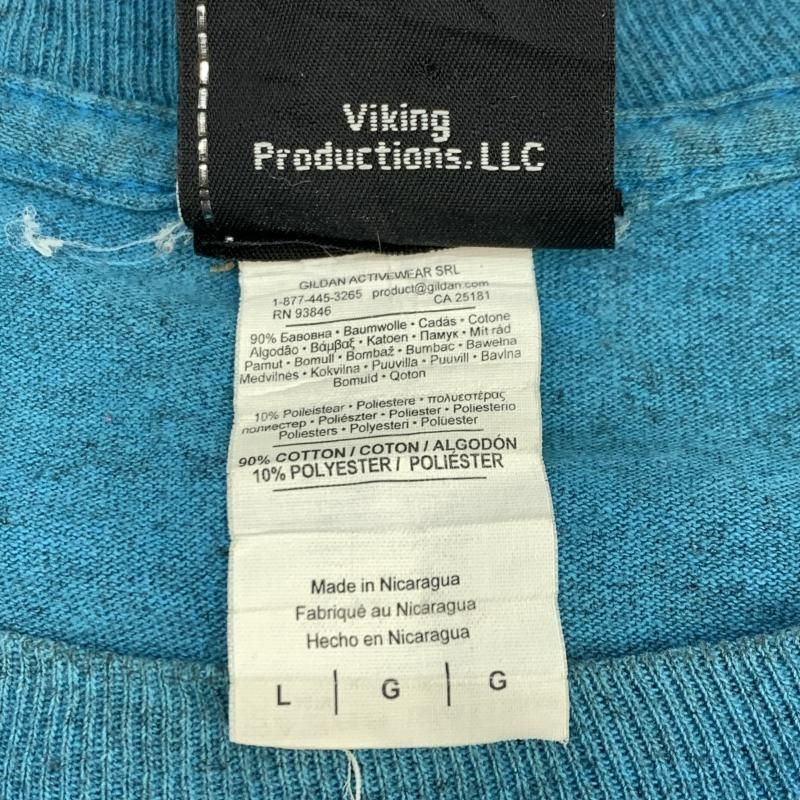 Viking
Productions, LLC
GILDAN ACTIVEWEAR SRL
1-877-445-3265 product@gildan.com
RN 93846 CA 25181
90% Бавовна • Baumwolle • Cadás • Cotone
Algodão • Βάμβαξ • Katoen • Памук • Mit rád
Pamut • Bomull • Bombaž • Bumbac • Bawełna
Medvilnės • Kokvilna • Puuvilla • Puuvill • Bavlna
Bomuld • Qoton
10% Poileistear • Poliestere • πολυεστέρας
полиестер • Poliészter • Poliester • Poliesterio
Poliesters • Polyesteri • Polüester
90% COTTON / COTON / ALGODÓN
10% POLYESTER / POLIÉSTER
Made in Nicaragua
Fabriqué au Nicaragua
Hecho en Nicaragua
L | G | G